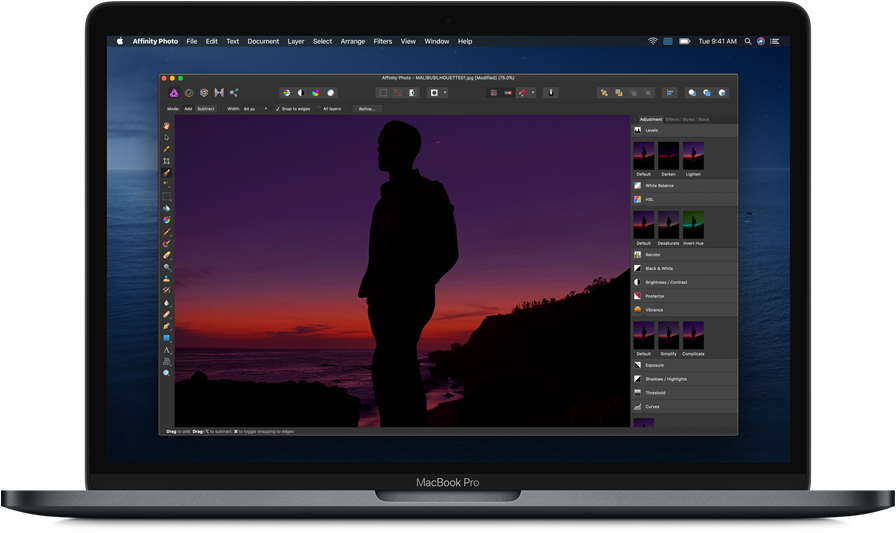 Affinity Photo File Edit Text Document Layer Select Arrange Filters View Window Help Tue 9:41 AM
Affinity Photo - MALIBUSILHOUETTE01.jpg [Modified] (75.0%)
Mode: Add Subtract Width: 64 px Snap to edges All layers Refine...
Adjustment Effects Styles Stock
Levels
Default Darken Lighten
White Balance
HSL
Default Desaturate Invert Hue
Recolor
Black & White
Brightness / Contrast
Posterize
Vibrance
Default Simplify Complicate
Exposure
Shadows / Highlights
Threshold
Curves
Drag to add. Drag+⌥ to subtract. ⌘ to toggle snapping to edges
MacBook Pro